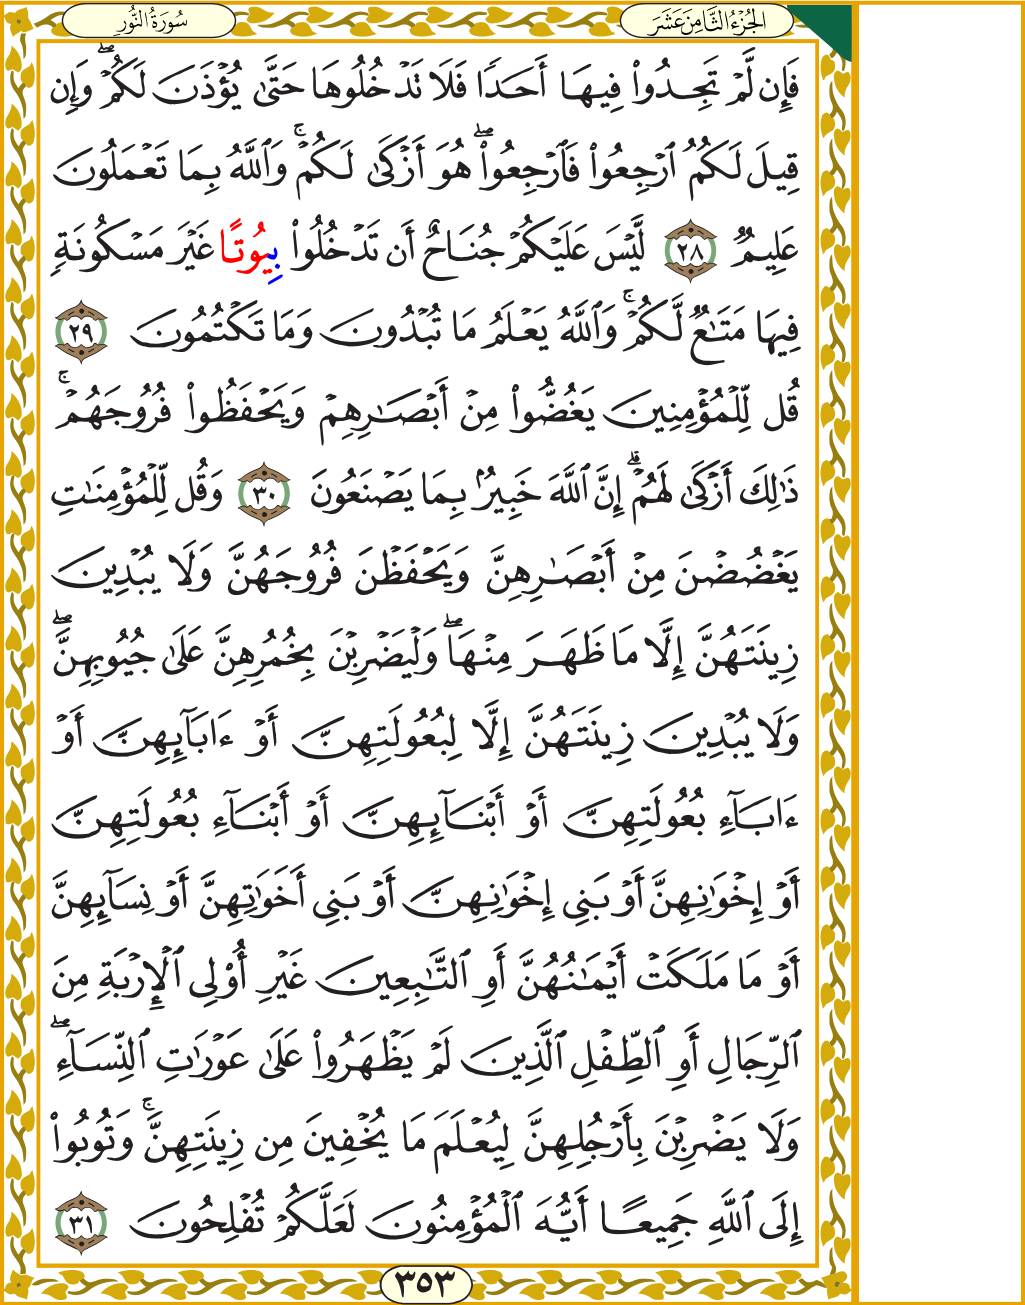 الجُزْءُ الثَّامِنَ عَشَرَ
سُورَةُ النُّور
فَإِن لَّمْ تَجِدُوا۟ فِيهَآ أَحَدًا فَلَا تَدْخُلُوهَا حَتَّىٰ يُؤْذَنَ لَكُمْ ۖ وَإِن
قِيلَ لَكُمُ ٱرْجِعُوا۟ فَٱرْجِعُوا۟ ۖ هُوَ أَزْكَىٰ لَكُمْ ۚ وَٱللَّهُ بِمَا تَعْمَلُونَ
عَلِيمٌ ٢٨ لَّيْسَ عَلَيْكُمْ جُنَاحٌ أَن تَدْخُلُوا۟ بِيُوتًا غَيْرَ مَسْكُونَةٍ
فِيهَا مَتَـٰعٌ لَّكُمْ ۚ وَٱللَّهُ يَعْلَمُ مَا تُبْدُونَ وَمَا تَكْتُمُونَ ٢٩
قُل لِّلْمُؤْمِنِينَ يَغُضُّوا۟ مِنْ أَبْصَـٰرِهِمْ وَيَحْفَظُوا۟ فُرُوجَهُمْ ۚ
ذَٰلِكَ أَزْكَىٰ لَهُمْ ۗ إِنَّ ٱللَّهَ خَبِيرٌۢ بِمَا يَصْنَعُونَ ٣٠ وَقُل لِّلْمُؤْمِنَـٰتِ
يَغْضُضْنَ مِنْ أَبْصَـٰرِهِنَّ وَيَحْفَظْنَ فُرُوجَهُنَّ وَلَا يُبْدِينَ
زِينَتَهُنَّ إِلَّا مَا ظَهَرَ مِنْهَا ۖ وَلْيَضْرِبْنَ بِخُمُرِهِنَّ عَلَىٰ جُيُوبِهِنَّ ۖ
وَلَا يُبْدِينَ زِينَتَهُنَّ إِلَّا لِبُعُولَتِهِنَّ أَوْ ءَابَآئِهِنَّ أَوْ
ءَابَآءِ بُعُولَتِهِنَّ أَوْ أَبْنَآئِهِنَّ أَوْ أَبْنَآءِ بُعُولَتِهِنَّ
أَوْ إِخْوَٰنِهِنَّ أَوْ بَنِىٓ إِخْوَٰنِهِنَّ أَوْ بَنِىٓ أَخَوَٰتِهِنَّ أَوْ نِسَآئِهِنَّ
أَوْ مَا مَلَكَتْ أَيْمَـٰنُهُنَّ أَوِ ٱلتَّـٰبِعِينَ غَيْرِ أُو۟لِى ٱلْإِرْبَةِ مِنَ
ٱلرِّجَالِ أَوِ ٱلطِّفْلِ ٱلَّذِينَ لَمْ يَظْهَرُوا۟ عَلَىٰ عَوْرَٰتِ ٱلنِّسَآءِ ۖ
وَلَا يَضْرِبْنَ بِأَرْجُلِهِنَّ لِيُعْلَمَ مَا يُخْفِينَ مِن زِينَتِهِنَّ ۚ وَتُوبُوٓا۟
إِلَى ٱللَّهِ جَمِيعًا أَيُّهَ ٱلْمُؤْمِنُونَ لَعَلَّكُمْ تُفْلِحُونَ ٣١
٣٥٣